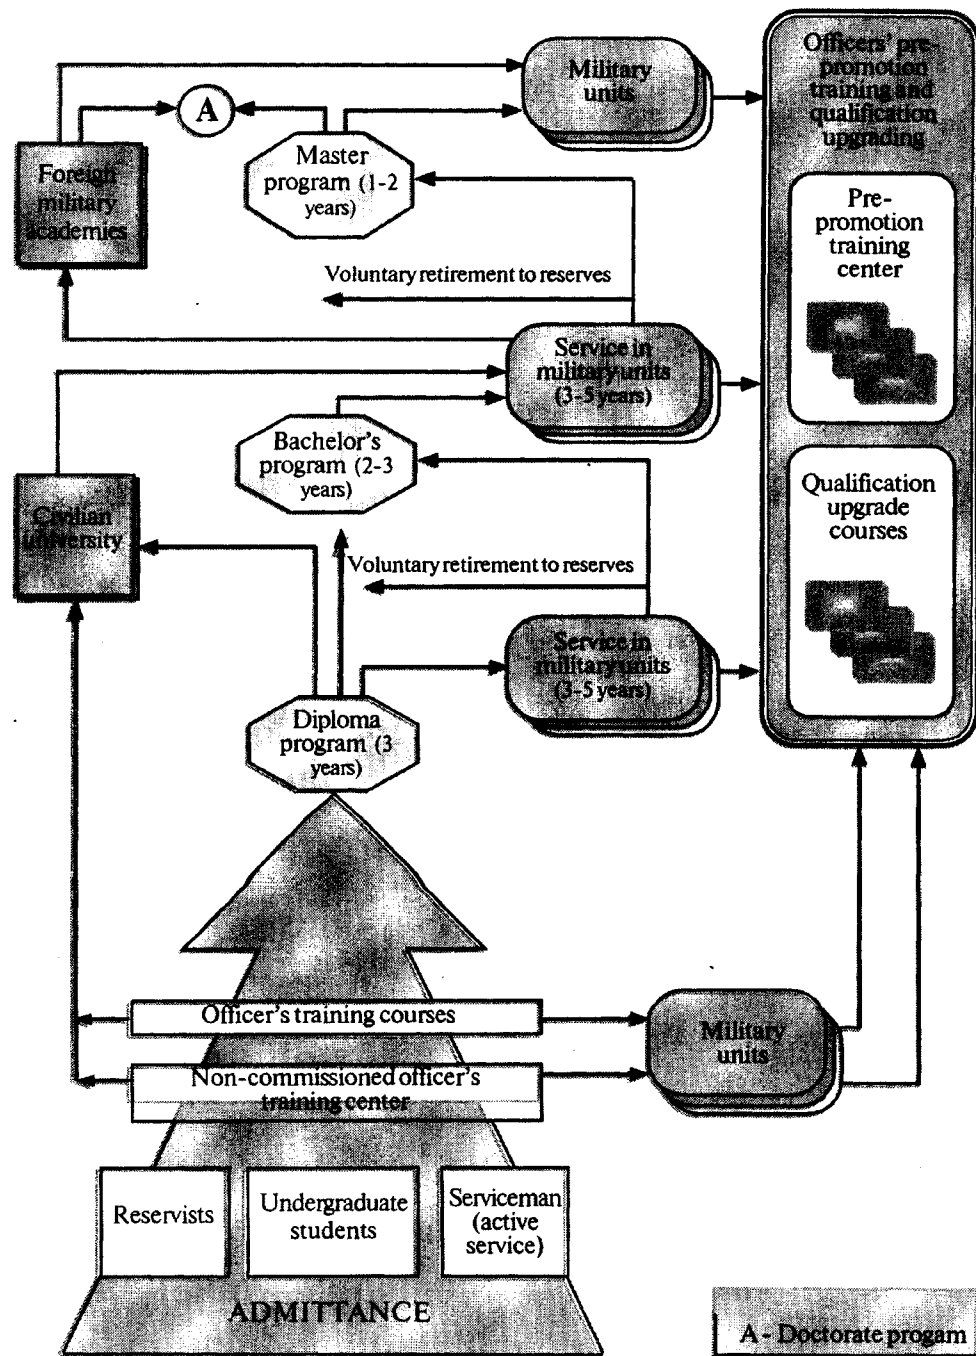 Officers' pre-
promotion
training and
qualification
upgrading
Military
units
A
Master
program (1-2
years)
Foreign
military
academies
Pre-
promotion
training
center
Voluntary retirement to reserves
Service in
military units
(3-5 years)
Bachelor's
program (2-3
years)
Qualification
upgrade
courses
Civilian
university
Voluntary retirement to reserves
Service in
military units
(3-5 years)
Diploma
program (3
years)
Officer's training courses
Military
units
Non-commissioned officer's
training center
Reservists
Undergraduate
students
Serviceman
(active
service)
ADMITTANCE
A - Doctorate progam